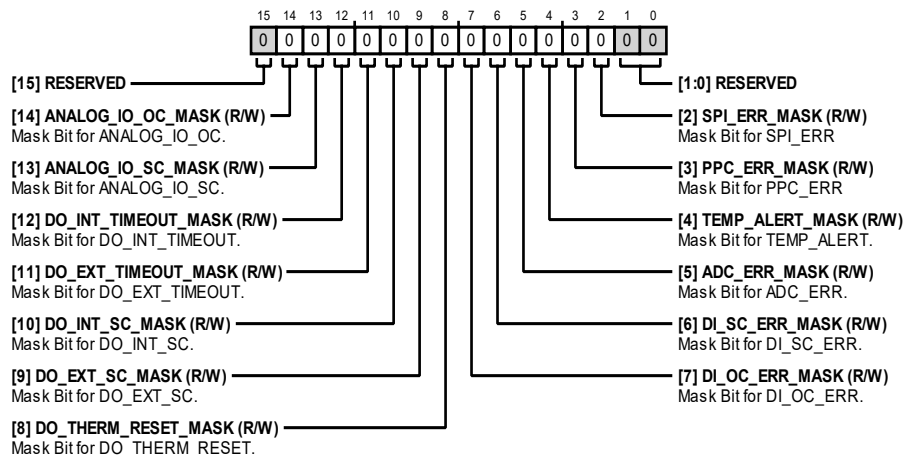 15 14 13 12 11 10 9 8 7 6 5 4 3 2 1 0
0 0 0 0 0 0 0 0 0 0 0 0 0 0 0 0
[15] RESERVED
[14] ANALOG_IO_OC_MASK (R/W)
Mask Bit for ANALOG_IO_OC.
[13] ANALOG_IO_SC_MASK (R/W)
Mask Bit for ANALOG_IO_SC.
[12] DO_INT_TIMEOUT_MASK (R/W)
Mask Bit for DO_INT_TIMEOUT.
[11] DO_EXT_TIMEOUT_MASK (R/W)
Mask Bit for DO_EXT_TIMEOUT.
[10] DO_INT_SC_MASK (R/W)
Mask Bit for DO_INT_SC.
[9] DO_EXT_SC_MASK (R/W)
Mask Bit for DO_EXT_SC.
[8] DO_THERM_RESET_MASK (R/W)
Mask Bit for DO_THERM_RESET.
[1:0] RESERVED
[2] SPI_ERR_MASK (R/W)
Mask Bit for SPI_ERR
[3] PPC_ERR_MASK (R/W)
Mask Bit for PPC_ERR
[4] TEMP_ALERT_MASK (R/W)
Mask Bit for TEMP_ALERT.
[5] ADC_ERR_MASK (R/W)
Mask Bit for ADC_ERR.
[6] DI_SC_ERR_MASK (R/W)
Mask Bit for DI_SC_ERR.
[7] DI_OC_ERR_MASK (R/W)
Mask Bit for DI_OC_ERR.